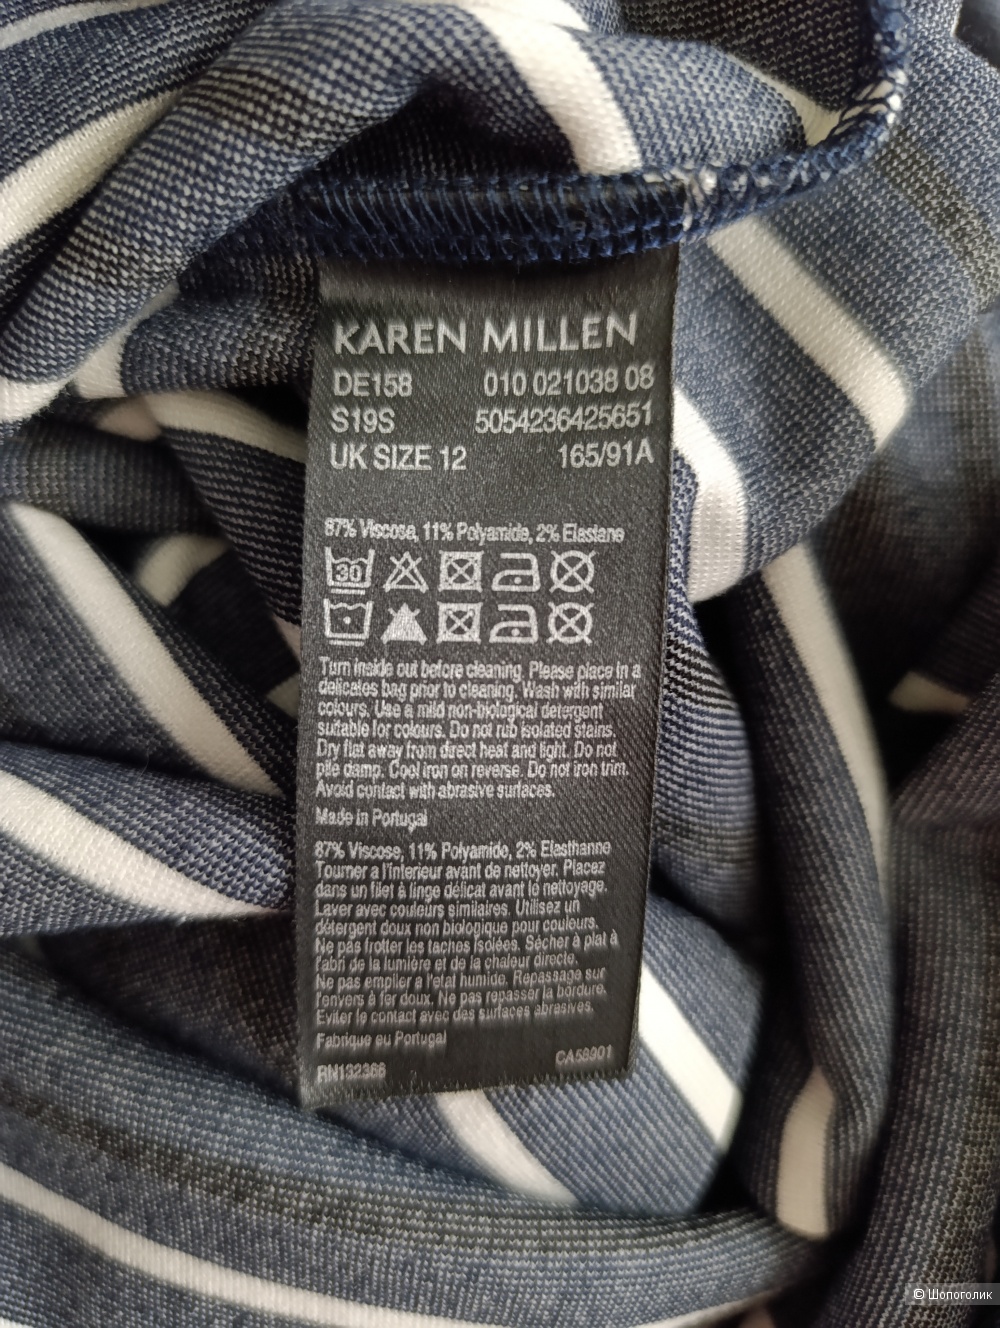 KAREN MILLEN
DE158 010 021038 08
S19S 5054236425651
UK SIZE 12 165/91A
87% Viscose, 11% Polyamide, 2% Elastane
30
Turn inside out before cleaning. Please place in a
delicates bag prior to cleaning. Wash with similar
colours. Use a mild non-biological detergent
suitable for colours. Do not rub isolated stains.
Dry flat away from direct heat and light. Do not
pile damp. Cool iron on reverse. Do not iron trim.
Avoid contact with abrasive surfaces.
Made in Portugal
87% Viscose, 11% Polyamide, 2% Elasthanne
Tourner a l'interieur avant de nettoyer. Placez
dans un filet à linge délicat avant le nettoyage.
Laver avec couleurs similaires. Utilisez un
détergent doux non biologique pour couleurs.
Ne pas frotter les taches isolées. Sécher à plat à
l'abri de la lumière et de la chaleur directe.
Ne pas empiler a l'etat humide. Repassage sur
l'envers à fer doux. Ne pas repasser la bordure.
Eviter le contact avec des surfaces abrasives.
Fabrique au Portugal
RN132366 CA56901
© Шопоголик